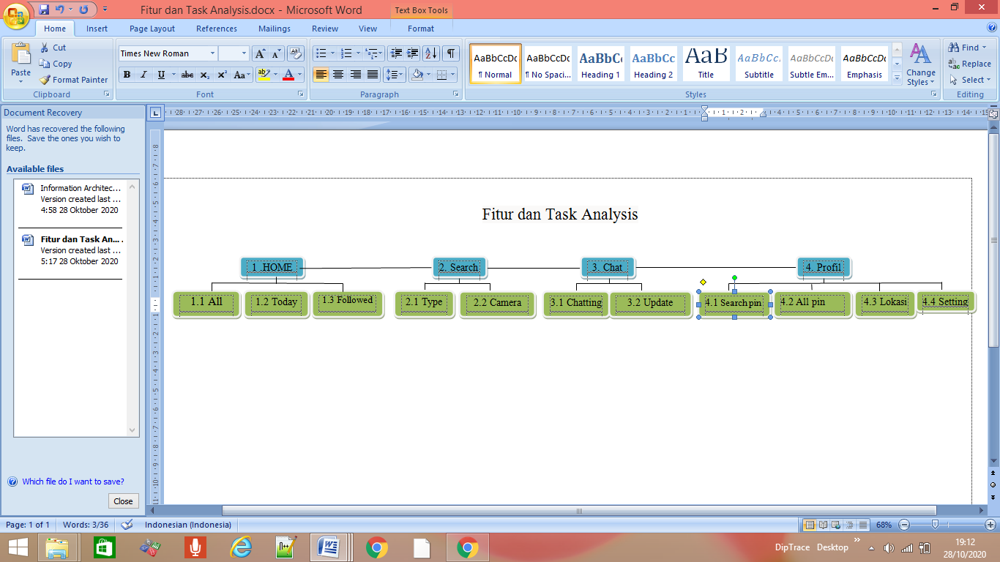 Fitur dan Task Analysis.docx - Microsoft Word
Text Box Tools
Home Insert Page Layout References Mailings Review View Format
Paste
Cut
Copy
Format Painter
Clipboard
Times New Roman
Font
Paragraph
AaBbCcDc AaBbCcDc AaBbC AaBbCc AaB AaBbCc. AaBbCcDc AaBbCcDc
¶ Normal ¶ No Spaci... Heading 1 Heading 2 Title Subtitle Subtle Em... Emphasis
Change Styles
Styles
Find
Replace
Select
Editing
Document Recovery
Word has recovered the following
files. Save the ones you wish to
keep.
Available files
Information Architec...
Version created last ...
4:58 28 Oktober 2020
Fitur dan Task An... .
Version created last ...
5:17 28 Oktober 2020
Which file do I want to save?
Close
Fitur dan Task Analysis
1 HOME 2. Search 3. Chat 4. Profil
1.1 All 1.2 Today 1.3 Followed 2.1 Type 2.2 Camera 3.1 Chatting 3.2 Update 4.1 Search pin 4.2 All pin 4.3 Lokasi 4.4 Setting
Page: 1 of 1 Words: 3/36 Indonesian (Indonesia) 68%
DipTrace Desktop
19:12
28/10/2020